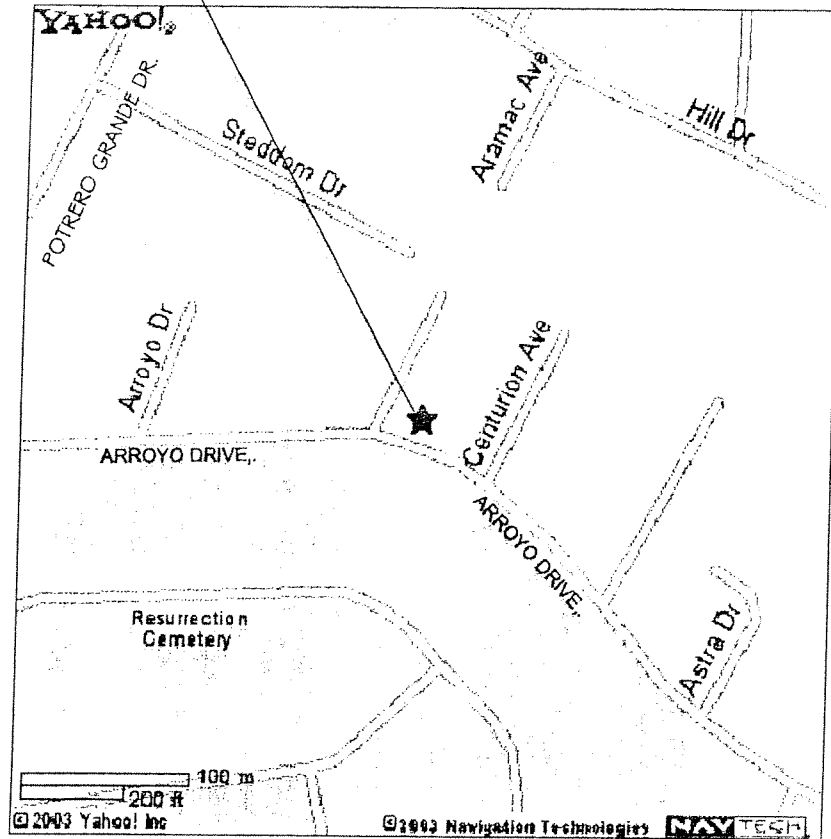 YAHOO!®
Aramac Ave
Hill Dr
POTRERO GRANDE DR.
Steddom Dr
Arroyo Dr
Centurion Ave
ARROYO DRIVE,.
ARROYO DRIVE,.
Resurrection
Cemetery
Astra Dr
100 m
200 ft
©2003 Yahoo! Inc
©2003 Navigation Technologies
NAVTECH